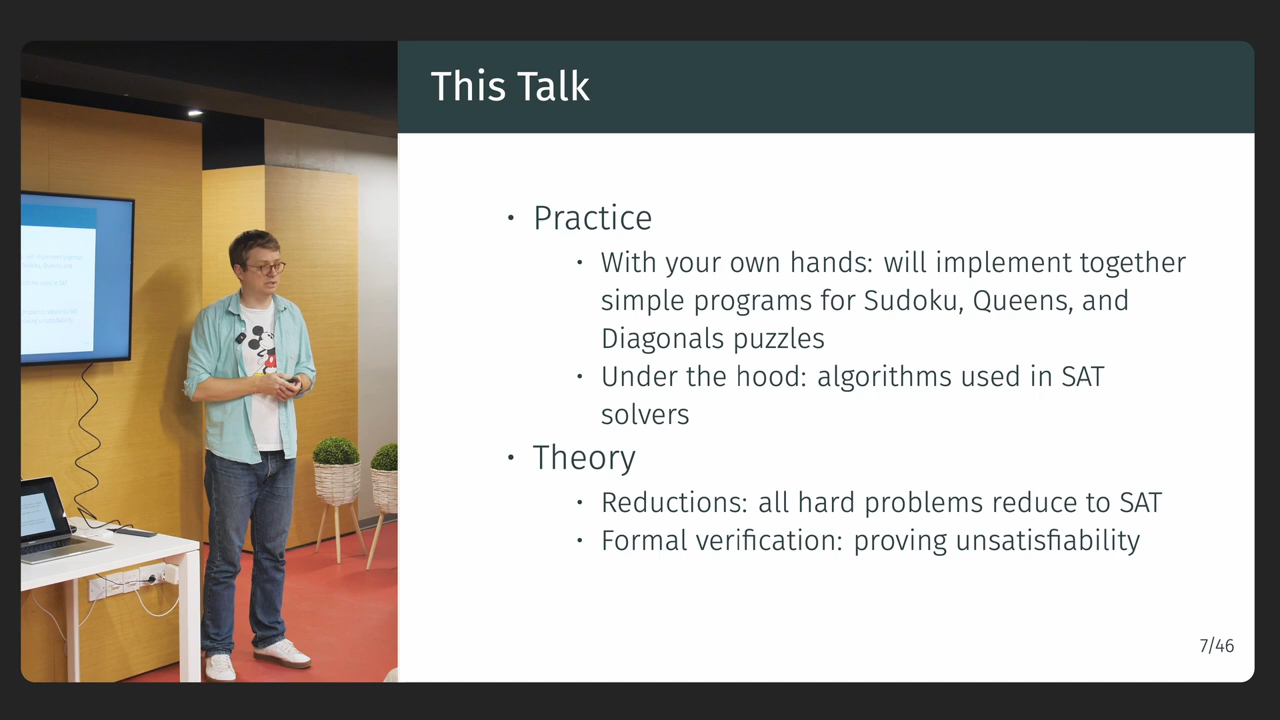 This Talk
• Practice
• With your own hands: will implement together
simple programs for Sudoku, Queens, and
Diagonals puzzles
• Under the hood: algorithms used in SAT
solvers
• Theory
• Reductions: all hard problems reduce to SAT
• Formal verification: proving unsatisfiability
7/46